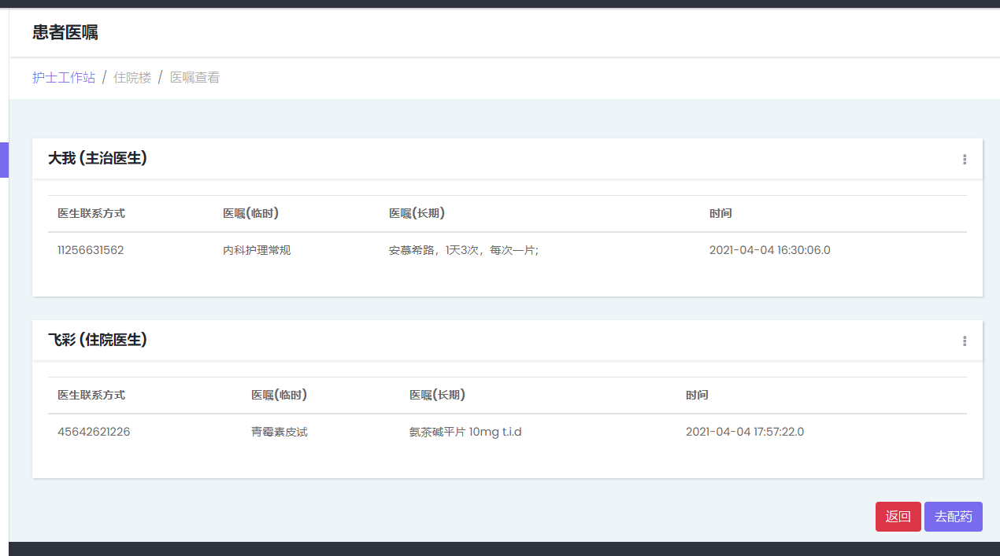 患者医嘱
护士工作站 / 住院楼 / 医嘱查看
大我 (主治医生)
医生联系方式 医嘱(临时) 医嘱(长期) 时间
11256631562 内科护理常规 安慕希路，1天3次，每次一片; 2021-04-04 16:30:06.0
飞彩 (住院医生)
医生联系方式 医嘱(临时) 医嘱(长期) 时间
45642621226 青霉素皮试 氨茶碱平片 10mg t.i.d 2021-04-04 17:57:22.0
返回 去配药